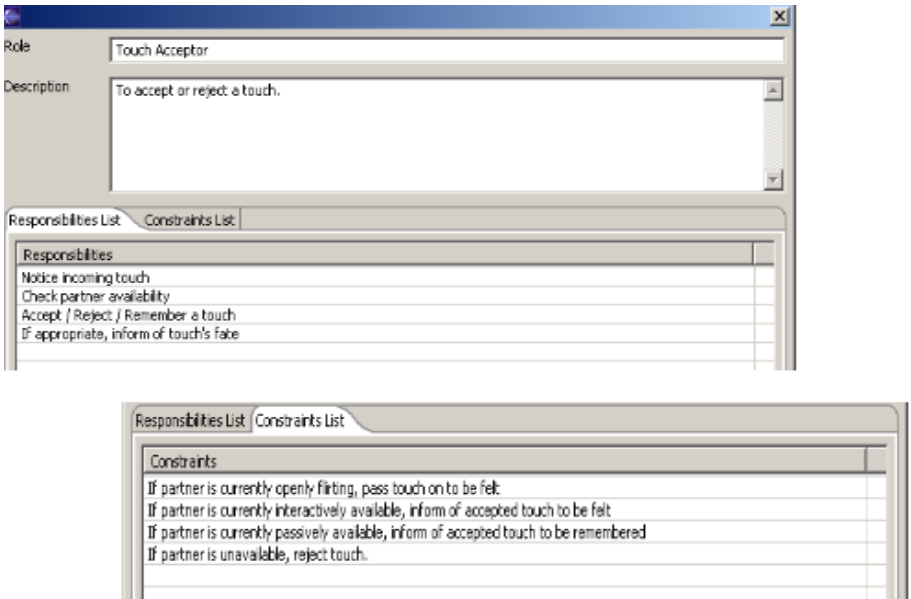 Role
Touch Acceptor
Description
To accept or reject a touch.
Responsibilities List Constraints List
Responsibilities
Notice incoming touch
Check partner availability
Accept / Reject / Remember a touch
If appropriate, inform of touch's fate
Responsibilities List Constraints List
Constraints
If partner is currently openly flirting, pass touch on to be felt
If partner is currently interactively available, inform of accepted touch to be felt
If partner is currently passively available, inform of accepted touch to be remembered
If partner is unavailable, reject touch.